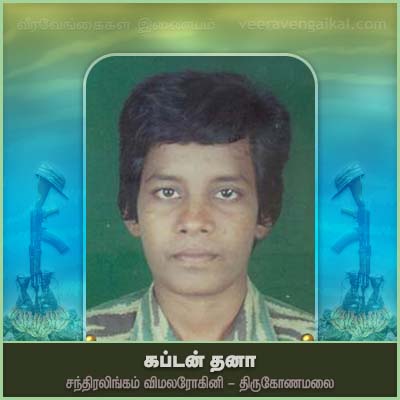 வீரவேங்கைகள் இணையம் veeravengaikal.com
கப்டன் தனா
சந்திரலிங்கம் விமலரோகினி – திருகோணமலை